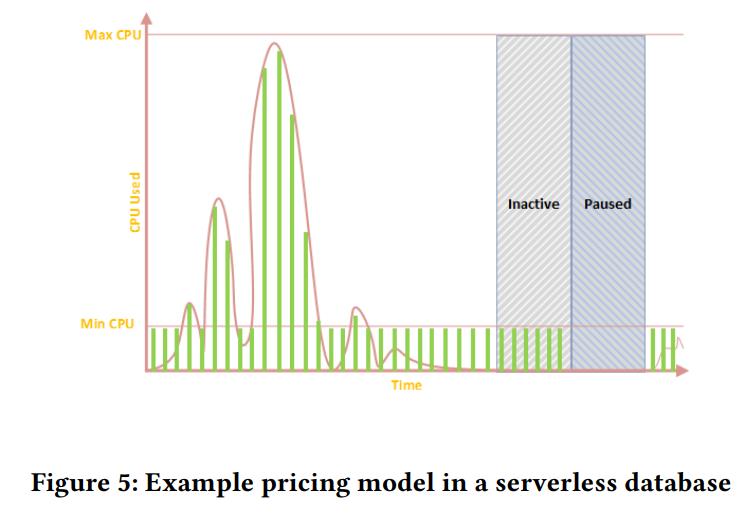 Max CPU
CPU Used
Inactive
Paused
Min CPU
Time
Figure 5: Example pricing model in a serverless database